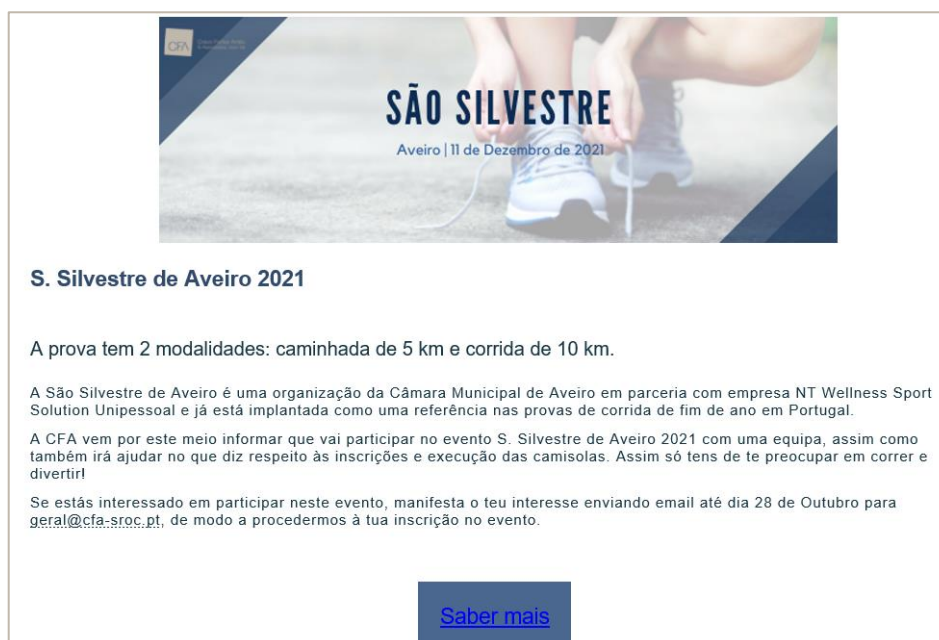 CFA
SÃO SILVESTRE
Aveiro | 11 de Dezembro de 2021
S. Silvestre de Aveiro 2021
A prova tem 2 modalidades: caminhada de 5 km e corrida de 10 km.
A São Silvestre de Aveiro é uma organização da Câmara Municipal de Aveiro em parceria com empresa NT Wellness Sport
Solution Unipessoal e já está implantada como uma referência nas provas de corrida de fim de ano em Portugal.
A CFA vem por este meio informar que vai participar no evento S. Silvestre de Aveiro 2021 com uma equipa, assim como
também irá ajudar no que diz respeito às inscrições e execução das camisolas. Assim só tens de te preocupar em correr e
divertir!
Se estás interessado em participar neste evento, manifesta o teu interesse enviando email até dia 28 de Outubro para
geral@cfa-sroc.pt, de modo a procedermos à tua inscrição no evento.
Saber mais